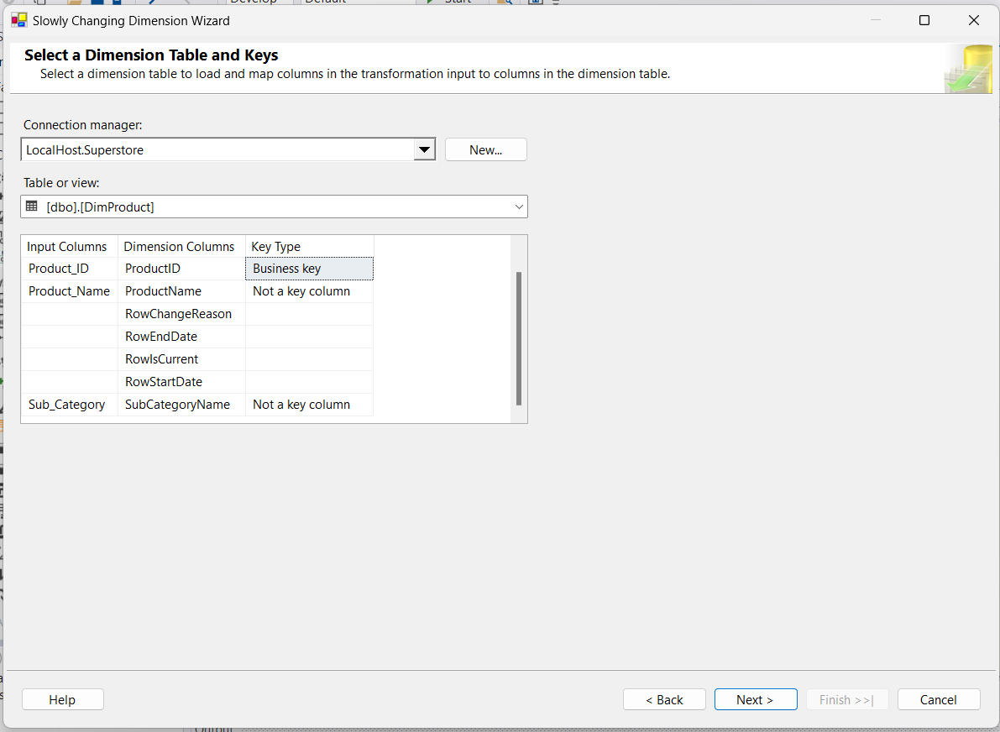 Slowly Changing Dimension Wizard
Select a Dimension Table and Keys
Select a dimension table to load and map columns in the transformation input to columns in the dimension table.
Connection manager:
LocalHost.Superstore
New...
Table or view:
[dbo].[DimProduct]
Input Columns Dimension Columns Key Type
Product_ID ProductID Business key
Product_Name ProductName Not a key column
RowChangeReason
RowEndDate
RowIsCurrent
RowStartDate
Sub_Category SubCategoryName Not a key column
Help < Back Next > Finish >>| Cancel